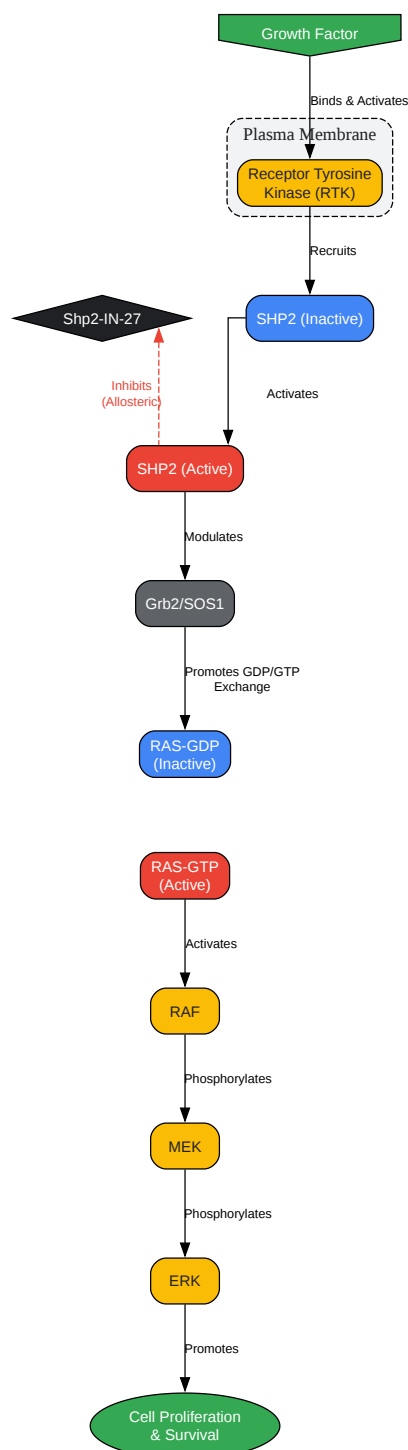 Growth Factor
Binds & Activates
Plasma Membrane
Receptor Tyrosine
Kinase (RTK)
Recruits
Shp2-IN-27
SHP2 (Inactive)
Inhibits
(Allosteric)
Activates
SHP2 (Active)
Modulates
Grb2/SOS1
Promotes GDP/GTP
Exchange
RAS-GDP
(Inactive)
RAS-GTP
(Active)
Activates
RAF
Phosphorylates
MEK
Phosphorylates
ERK
Promotes
Cell Proliferation
& Survival